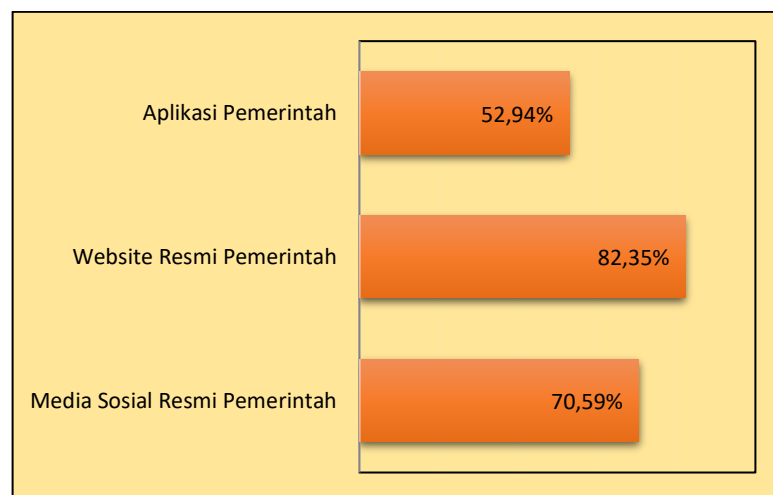 Aplikasi Pemerintah
52,94%
Website Resmi Pemerintah
82,35%
Media Sosial Resmi Pemerintah
70,59%